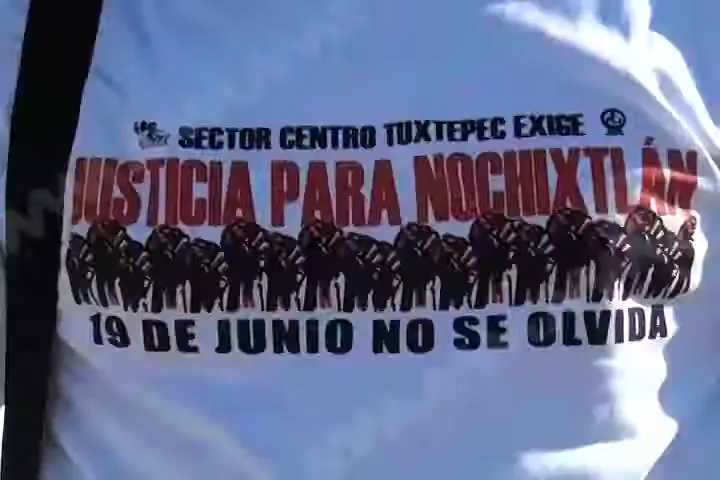 SECTOR CENTRO TUXTEPEC EXIGE
JUSTICIA PARA NOCHIXTLÁN
19 DE JUNIO NO SE OLVIDA